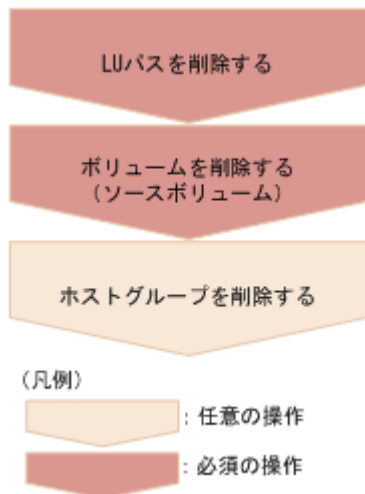 LUパスを削除する
ボリュームを削除する
（ソースボリューム）
ホストグループを削除する
（凡例）
：任意の操作
：必須の操作